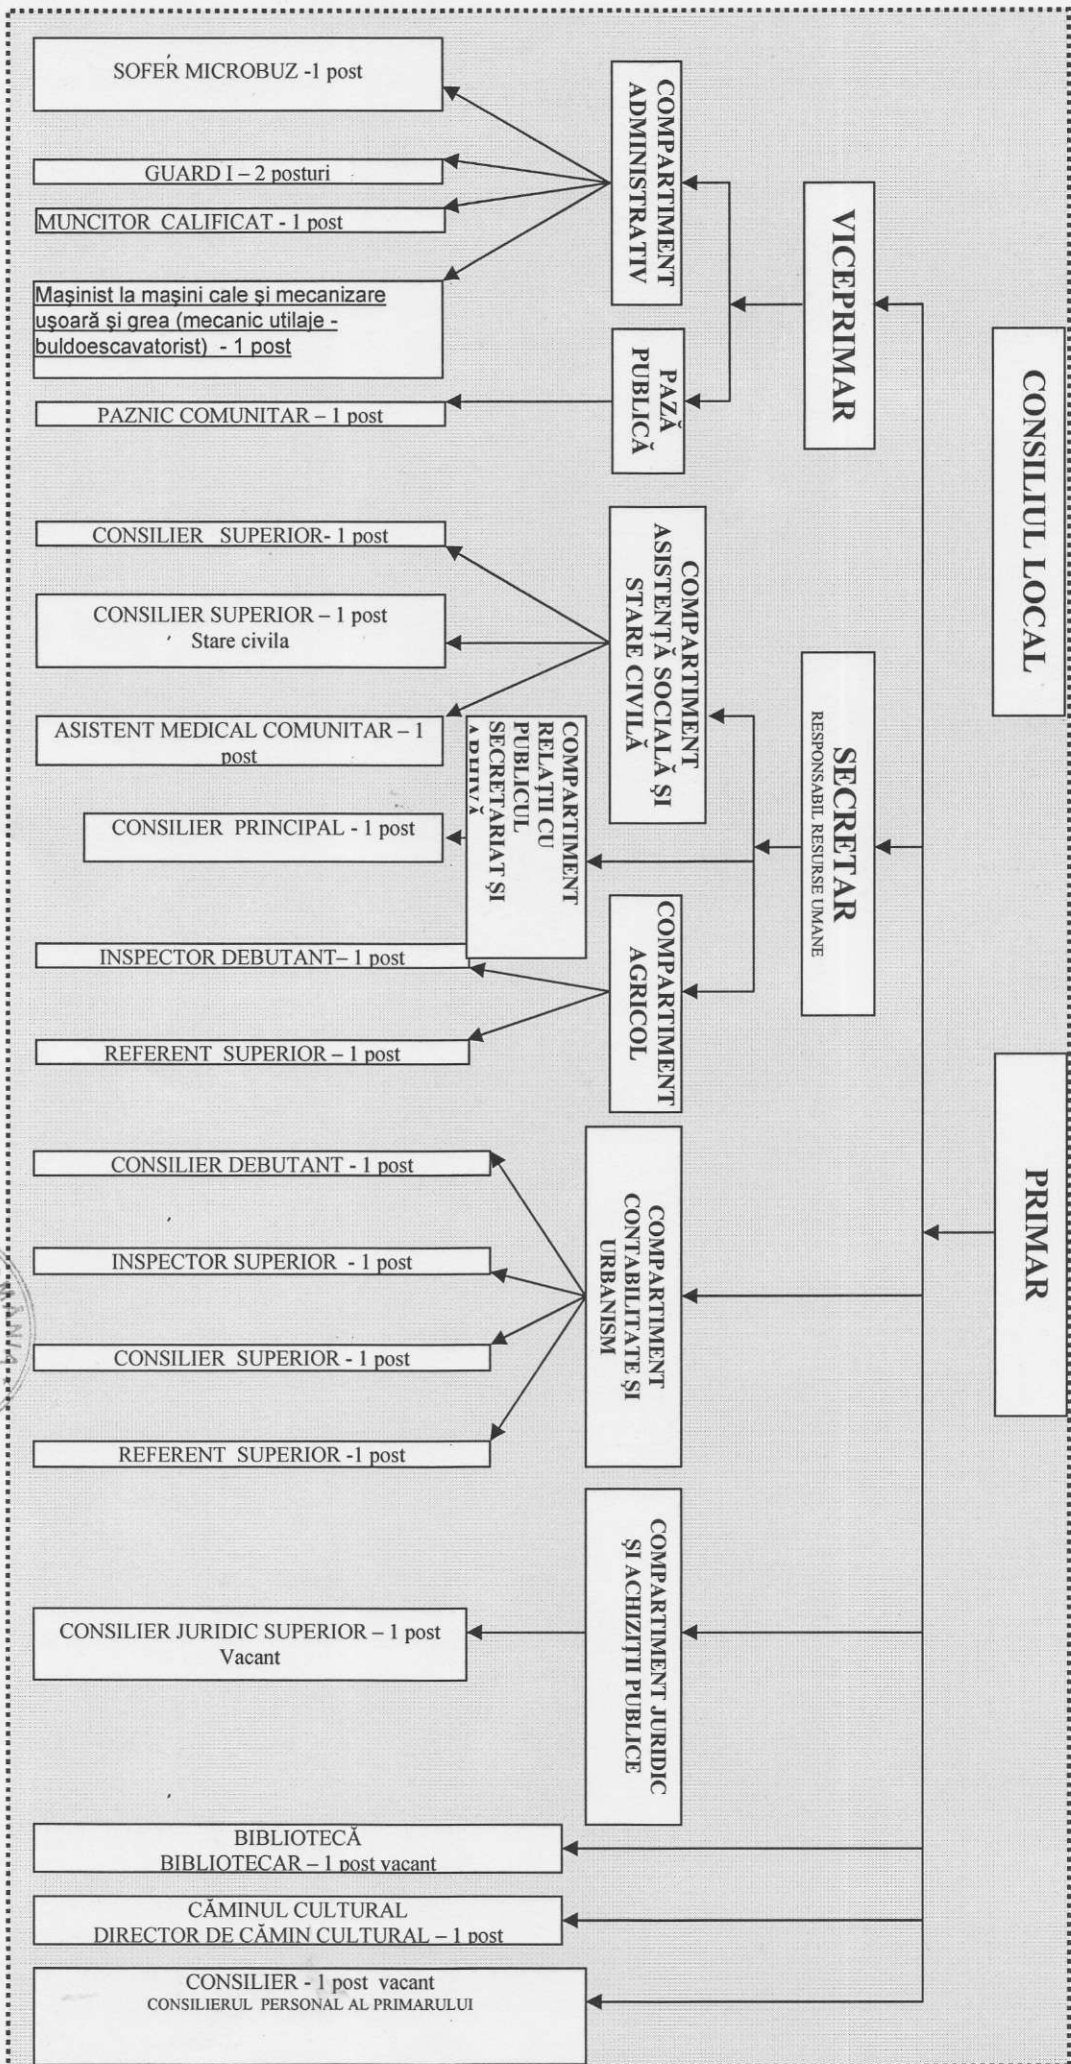 CONSILIUL LOCAL
PRIMAR
VICEPRIMAR
SECRETAR
RESPONSABIL RESURSE UMANE
COMPARTIMENT
ADMINISTRATIV
PAZĂ
PUBLICĂ
COMPARTIMENT
ASISTENŢĂ SOCIALĂ ŞI
STARE CIVILĂ
COMPARTIMENT
RELAŢII CU
PUBLICUL
SECRETARIAT ŞI
ARHIVĂ
COMPARTIMENT
AGRICOL
COMPARTIMENT
CONTABILITATE ŞI
URBANISM
COMPARTIMENT JURIDIC
ŞI ACHIZIŢII PUBLICE
SOFER MICROBUZ -1 post
GUARD I – 2 posturi
MUNCITOR CALIFICAT - 1 post
Maşinist la maşini cale şi mecanizare
uşoară şi grea (mecanic utilaje -
buldoescavatorist) - 1 post
PAZNIC COMUNITAR – 1 post
CONSILIER SUPERIOR- 1 post
CONSILIER SUPERIOR – 1 post
Stare civila
ASISTENT MEDICAL COMUNITAR – 1
post
CONSILIER PRINCIPAL - 1 post
INSPECTOR DEBUTANT– 1 post
REFERENT SUPERIOR – 1 post
CONSILIER DEBUTANT - 1 post
INSPECTOR SUPERIOR - 1 post
CONSILIER SUPERIOR - 1 post
REFERENT SUPERIOR -1 post
CONSILIER JURIDIC SUPERIOR – 1 post
Vacant
BIBLIOTECĂ
BIBLIOTECAR – 1 post vacant
CĂMINUL CULTURAL
DIRECTOR DE CĂMIN CULTURAL – 1 post
CONSILIER - 1 post vacant
CONSILIERUL PERSONAL AL PRIMARULUI